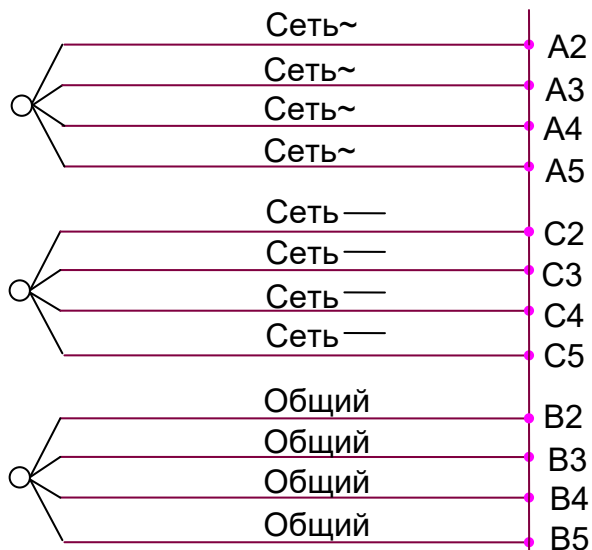 Сеть~ A2
Сеть~ A3
Сеть~ A4
Сеть~ A5
Сеть — C2
Сеть — C3
Сеть — C4
Сеть — C5
Общий B2
Общий B3
Общий B4
Общий B5